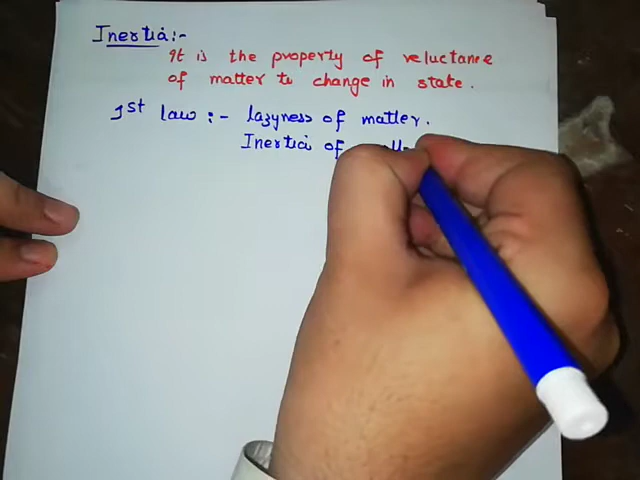 Inertia:-
It is the property of reluctance
of matter to change in state.
1st law :- lazyness of matter.
Inertia of